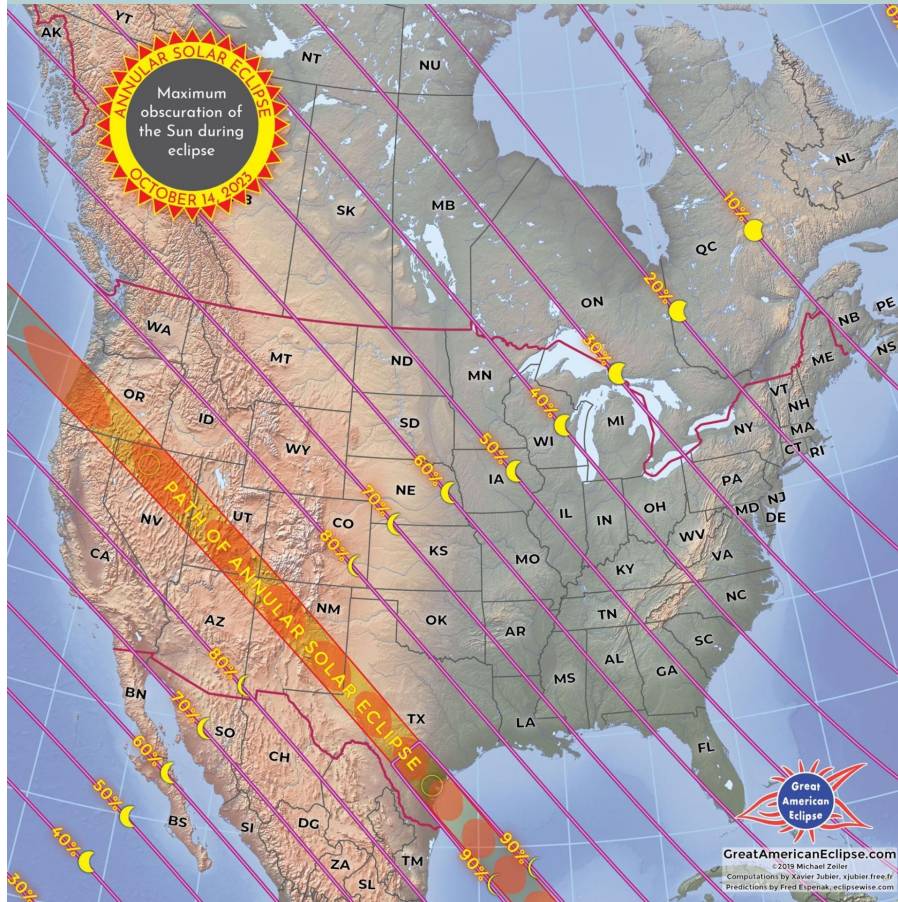 ANNULAR SOLAR ECLIPSE
Maximum
obscuration of
the Sun during
eclipse
OCTOBER 14, 2023
AK
YT
NT
NU
SK
MB
ON
QC
NL
NB
PE
NS
ME
VT
NH
MA
CT
RI
NY
PA
NJ
MD
DE
WA
MT
ND
MN
OR
ID
WY
SD
WI
MI
NE
IA
IL
IN
OH
WV
VA
NV
UT
CO
KS
MO
KY
NC
CA
AZ
NM
OK
AR
TN
SC
MS
AL
GA
TX
LA
FL
BN
SO
CH
BS
SI
DG
ZA
SL
TM
10%
20%
30%
40%
50%
60%
70%
80%
PATH OF ANNULAR SOLAR ECLIPSE
80%
70%
60%
50%
40%
30%
90%
90%
Great
American
Eclipse
GreatAmericanEclipse.com
©2019 Michael Zeiler
Computations by Xavier Jubier, xjubier.free.fr
Predictions by Fred Espenak, eclipsewise.com